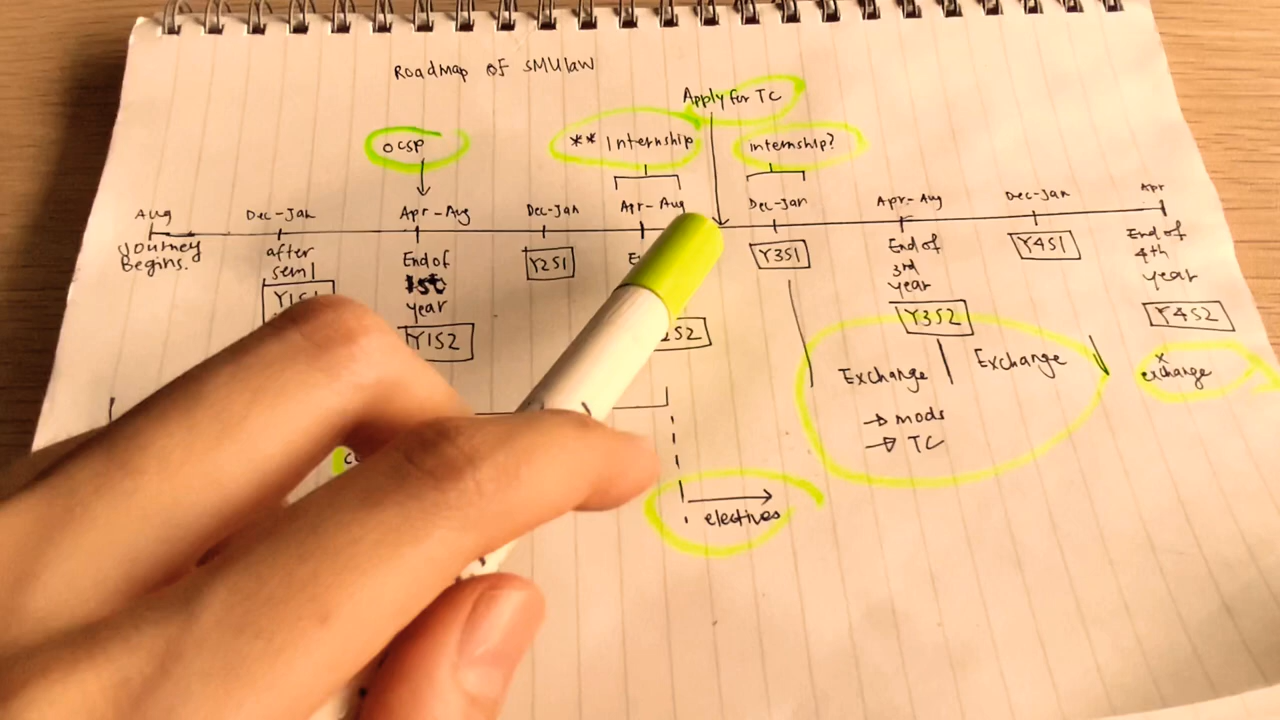 Roadmap of SMU law
Apply for TC
OCSP
** Internship
internship?
Aug
Dec-Jan
Apr-Aug
Dec-Jan
Apr-Aug
Dec-Jan
Apr-Aug
Dec-Jan
Apr
Journey
Begins.
after
sem 1
End of
1st
year
Y1S2
Y2S1
Y3S1
End of
3rd
year
Y3S2
Y4S1
End of
4th
year
Y4S2
Exchange
Exchange
→ mods
→ TC
x
exchange
electives